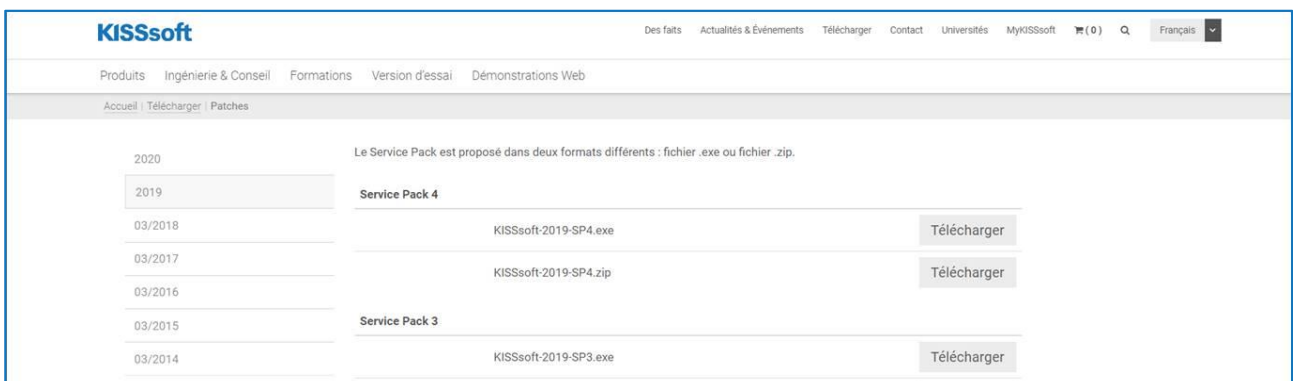 KISSsoft
Des faits Actualités & Événements Télécharger Contact Universités MyKISSsoft (0) Français
Produits Ingénierie & Conseil Formations Version d'essai Démonstrations Web
Accueil | Télécharger | Patches
2020
2019
03/2018
03/2017
03/2016
03/2015
03/2014
Le Service Pack est proposé dans deux formats différents : fichier .exe ou fichier .zip.
Service Pack 4
KISSsoft-2019-SP4.exe Télécharger
KISSsoft-2019-SP4.zip Télécharger
Service Pack 3
KISSsoft-2019-SP3.exe Télécharger